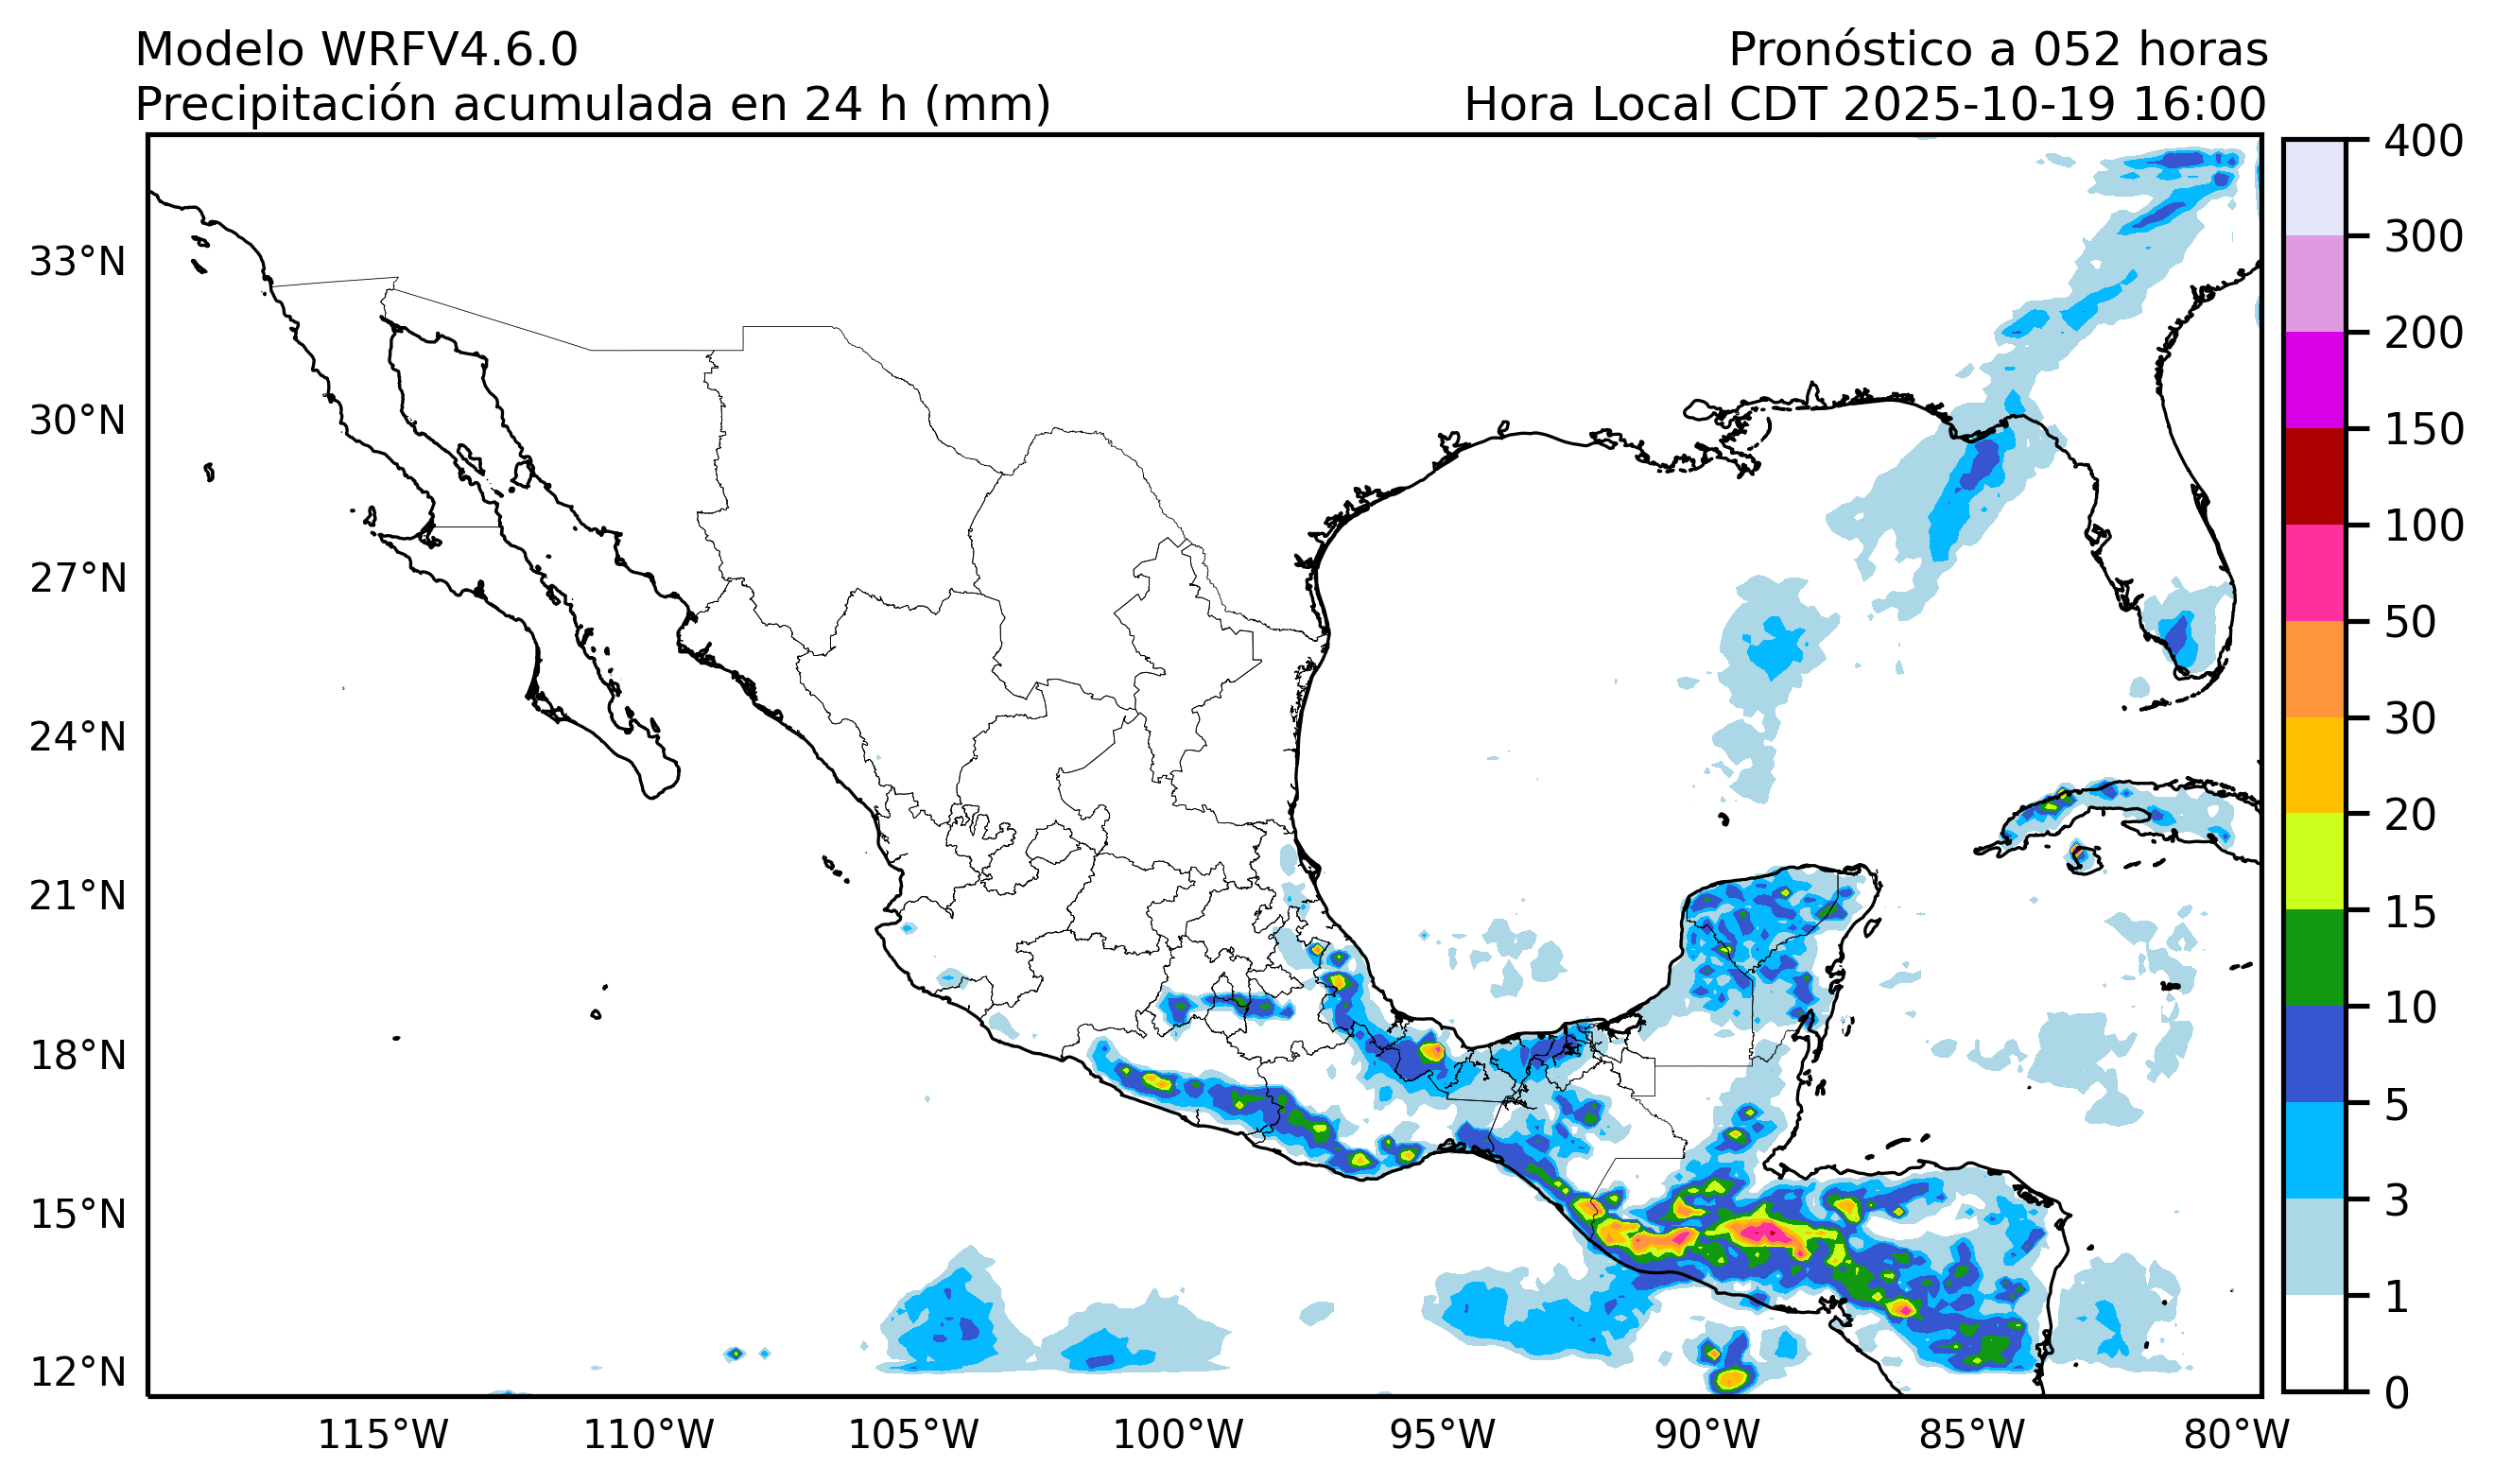 Modelo WRFV4.6.0
Pronóstico a 052 horas
Precipitación acumulada en 24 h (mm)
Hora Local CDT 2025-10-19 16:00
33°N
30°N
27°N
24°N
21°N
18°N
15°N
12°N
115°W
110°W
105°W
100°W
95°W
90°W
85°W
80°W
400
300
200
150
100
50
30
20
15
10
5
3
1
0